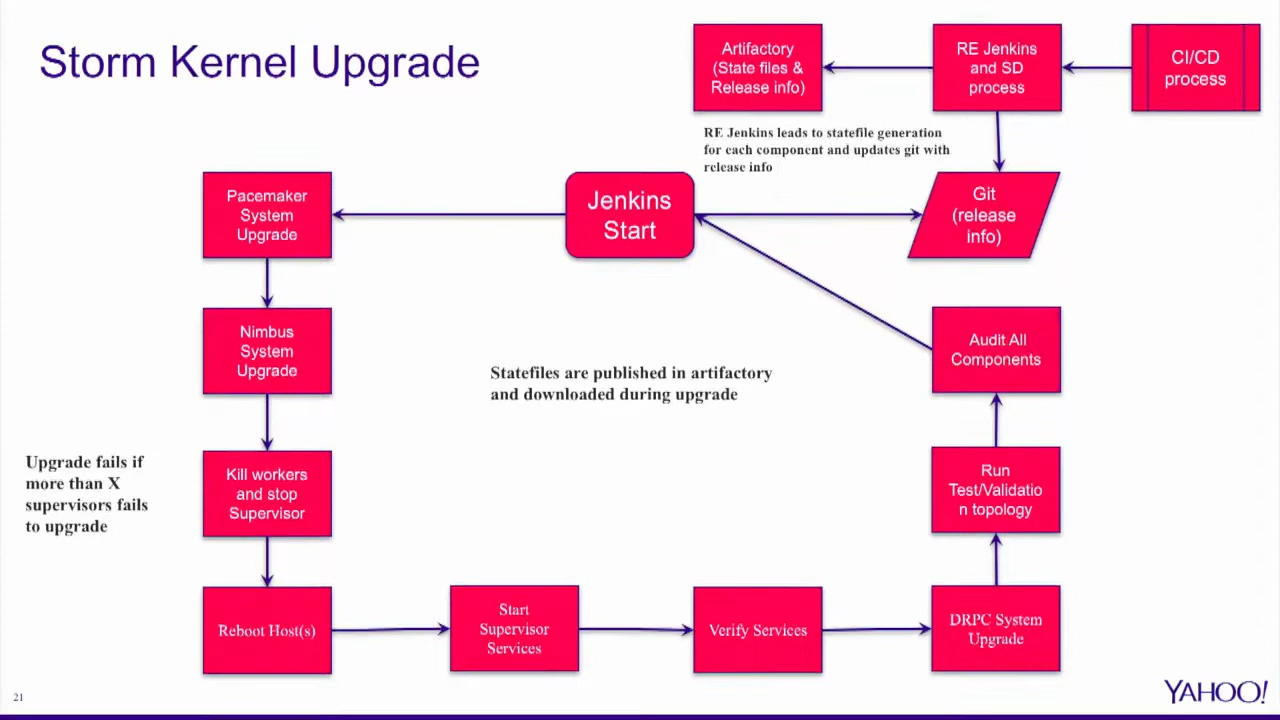 Storm Kernel Upgrade
Artifactory
(State files &
Release info)
RE Jenkins
and SD
process
CI/CD
process
RE Jenkins leads to statefile generation
for each component and updates git with
release info
Pacemaker
System
Upgrade
Jenkins
Start
Git
(release
info)
Nimbus
System
Upgrade
Audit All
Components
Statefiles are published in artifactory
and downloaded during upgrade
Upgrade fails if
more than X
supervisors fails
to upgrade
Kill workers
and stop
Supervisor
Run
Test/Validatio
n topology
Reboot Host(s)
Start
Supervisor
Services
Verify Services
DRPC System
Upgrade
21
YAHOO!